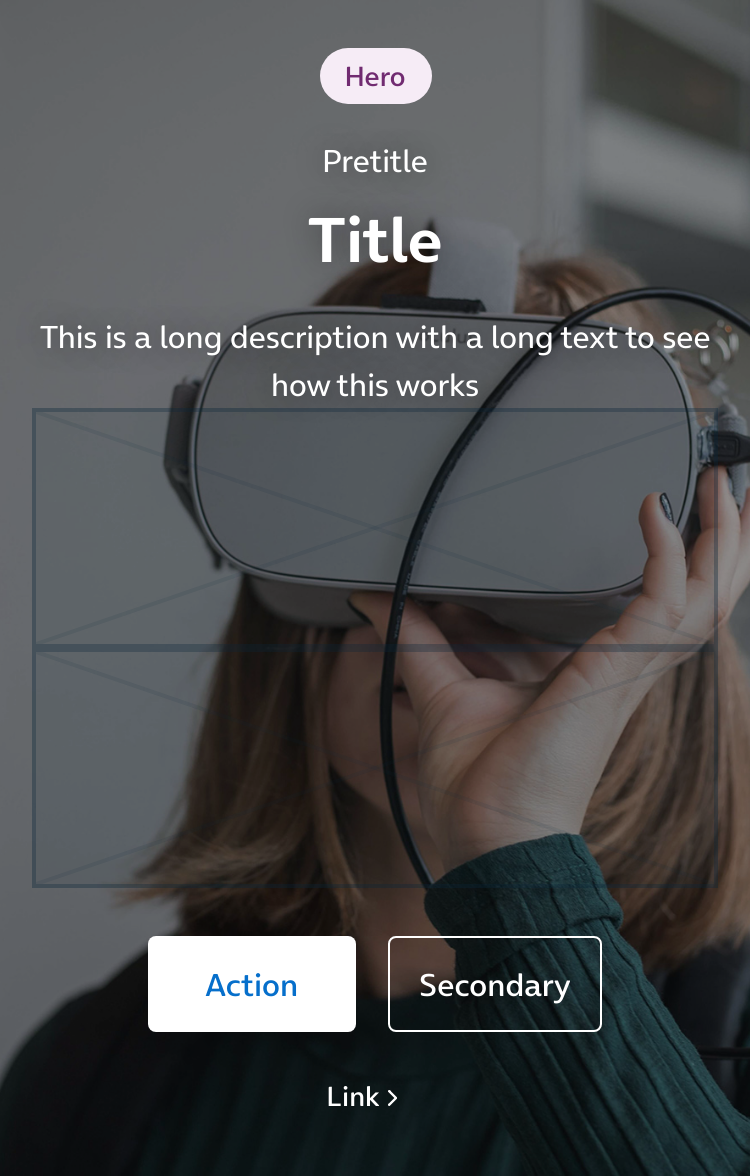 Hero
Pretitle
Title
This is a long description with a long text to see
how this works
Action
Secondary
Link